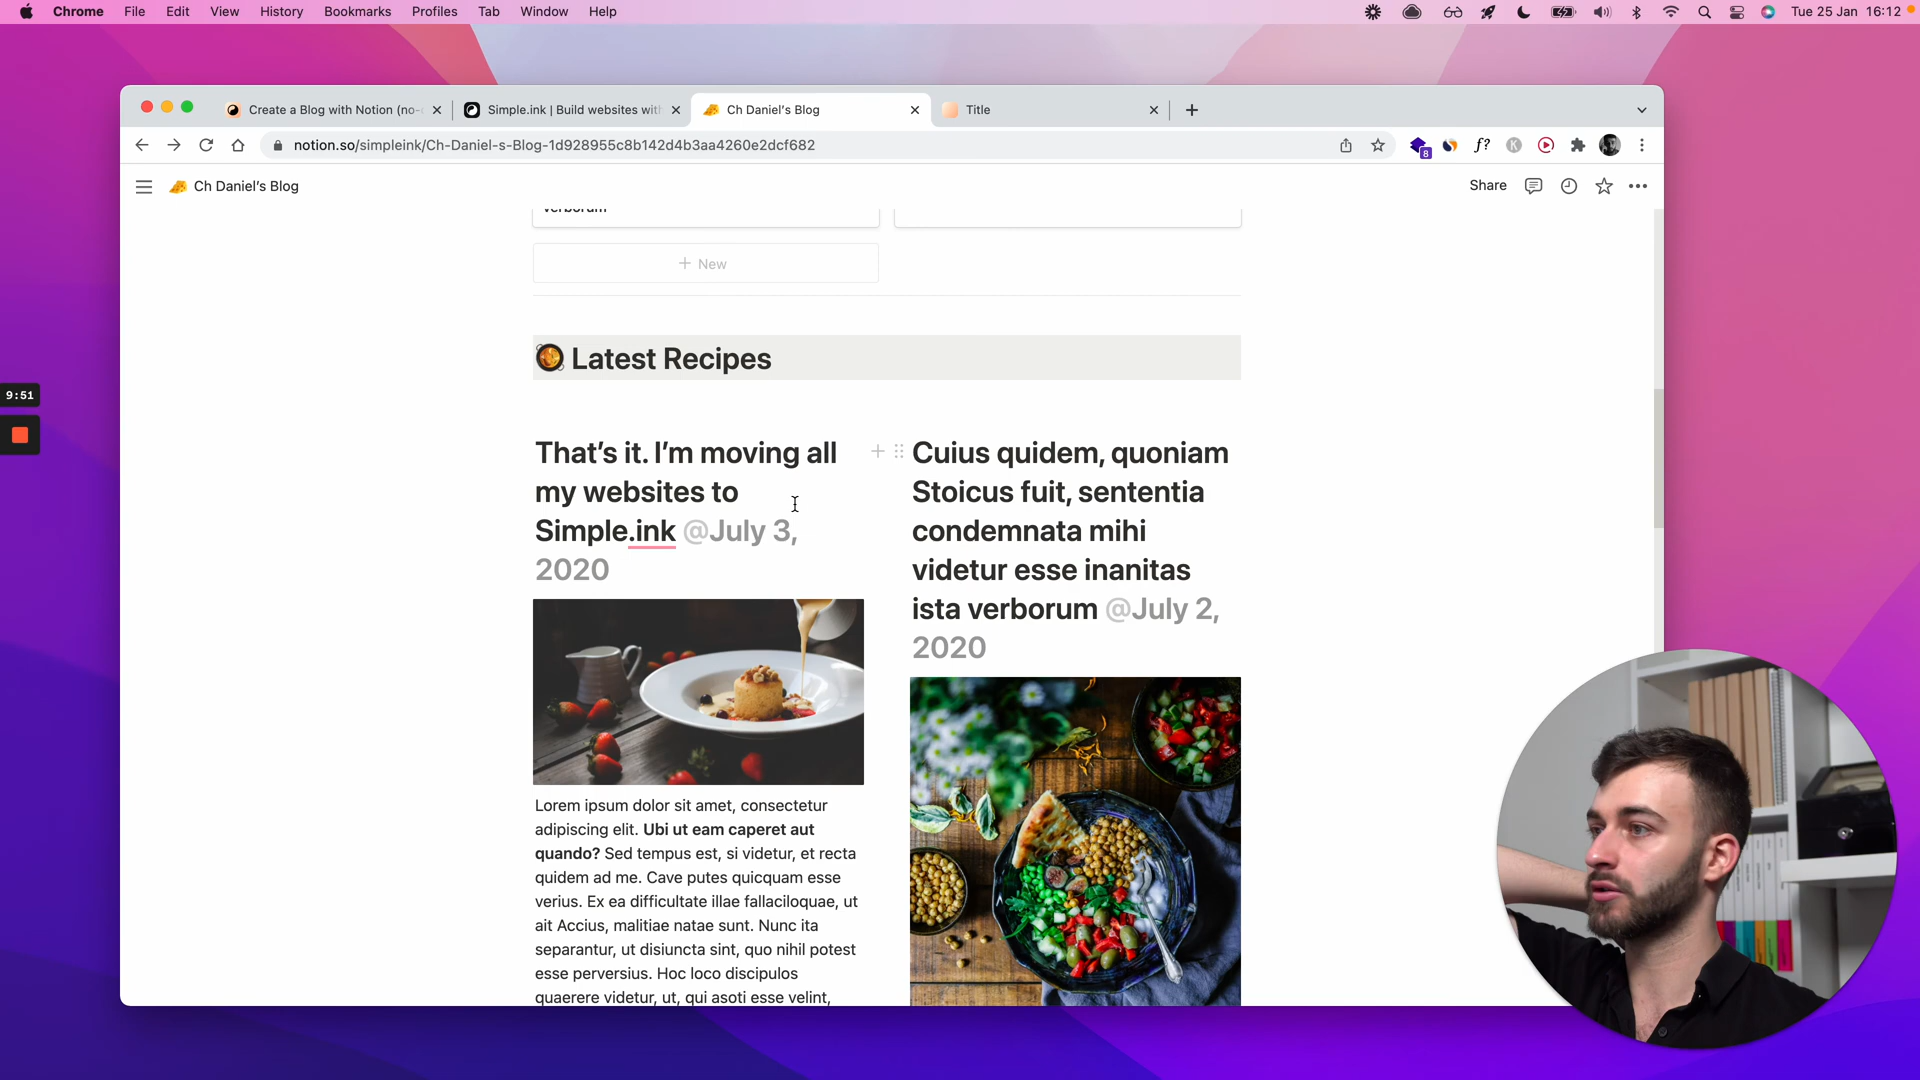 Chrome File Edit View History Bookmarks Profiles Tab Window Help Tue 25 Jan 16:12
Create a Blog with Notion (no- Simple.ink | Build websites with Ch Daniel's Blog Title
notion.so/simpleink/Ch-Daniel-s-Blog-1d928955c8b142d4b3aa4260e2dcf682 8 f? K
Ch Daniel's Blog Share
verborum
+ New
Latest Recipes
9:51
That's it. I'm moving all
my websites to
Simple.ink @July 3,
2020
Cuius quidem, quoniam
Stoicus fuit, sententia
condemnata mihi
videtur esse inanitas
ista verborum @July 2,
2020
Lorem ipsum dolor sit amet, consectetur
adipiscing elit. Ubi ut eam caperet aut
quando? Sed tempus est, si videtur, et recta
quidem ad me. Cave putes quicquam esse
verius. Ex ea difficultate illae fallaciloquae, ut
ait Accius, malitiae natae sunt. Nunc ita
separantur, ut disiuncta sint, quo nihil potest
esse perversius. Hoc loco discipulos
quaerere videtur, ut, qui asoti esse velint,